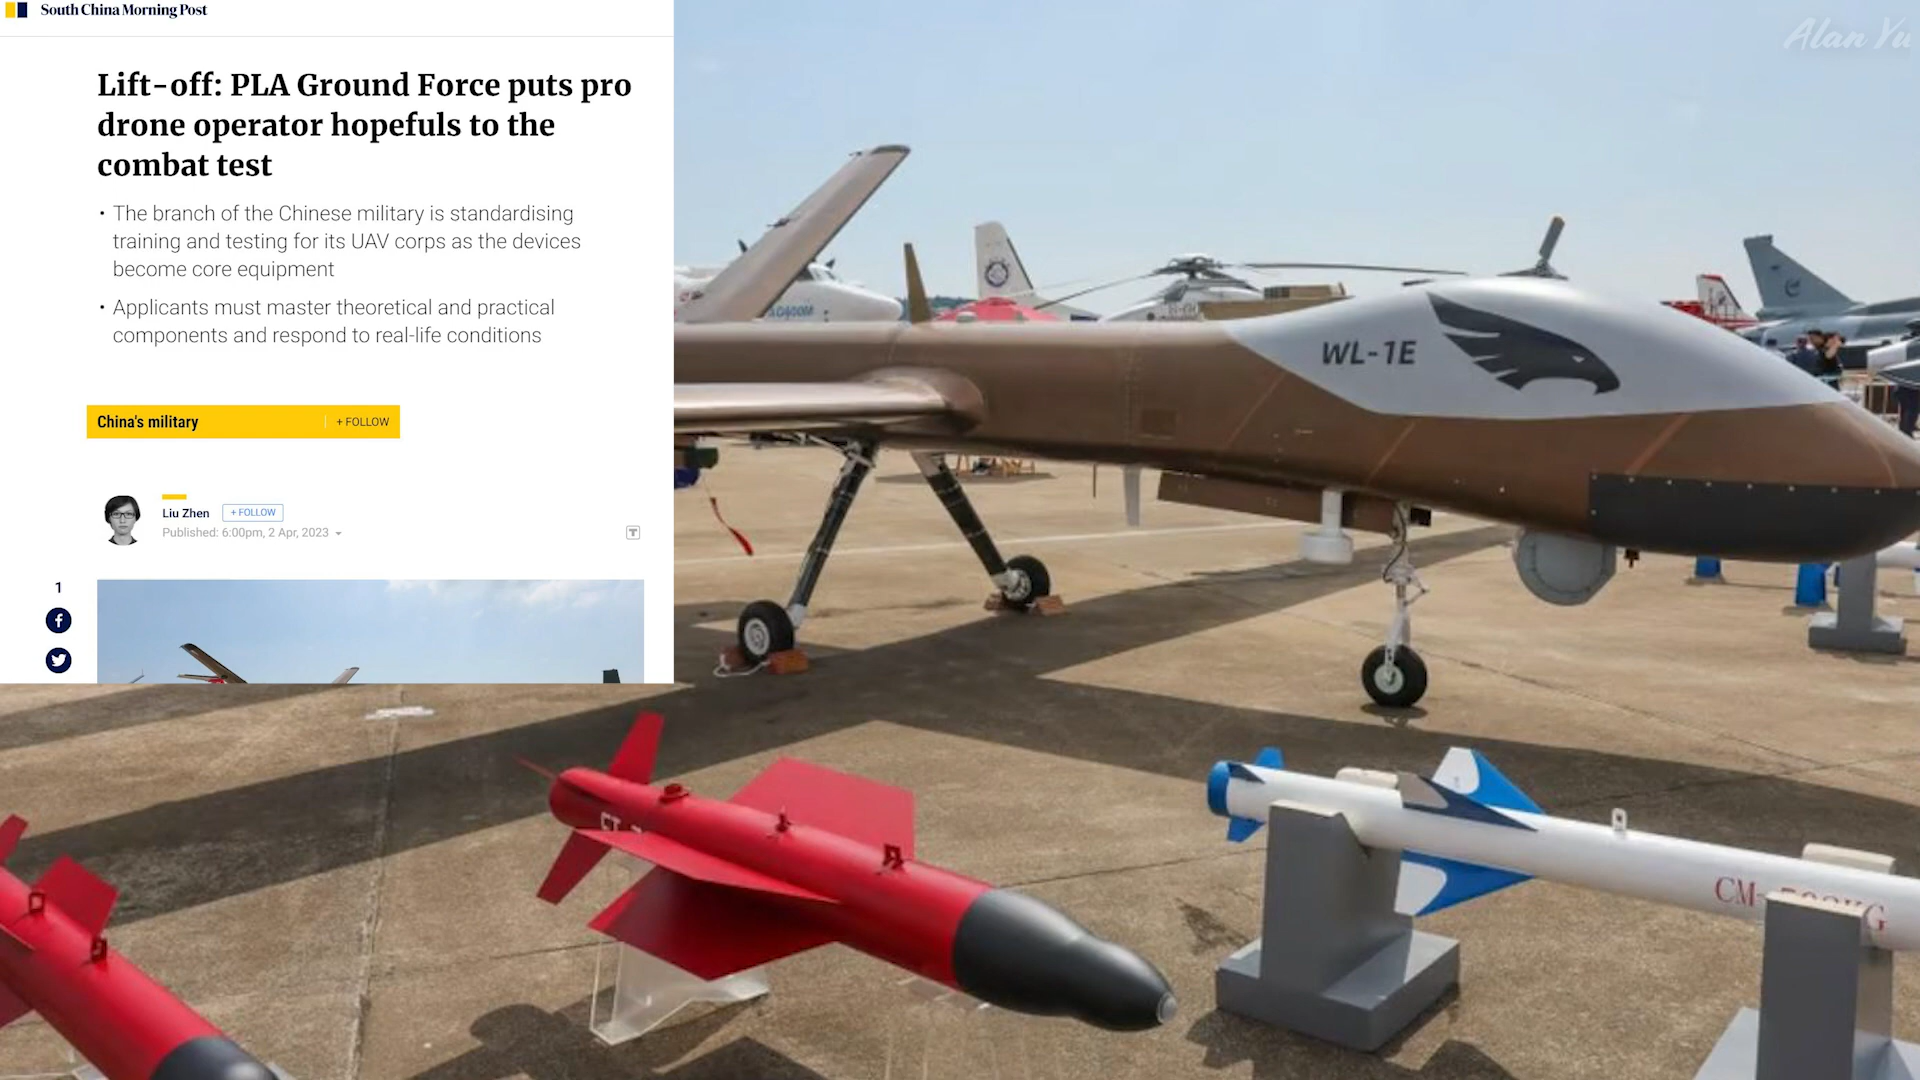 South China Morning Post
Alan Yu
Lift-off: PLA Ground Force puts pro
drone operator hopefuls to the
combat test
• The branch of the Chinese military is standardising
training and testing for its UAV corps as the devices
become core equipment
• Applicants must master theoretical and practical
components and respond to real-life conditions
China's military
+ FOLLOW
Liu Zhen
+ FOLLOW
Published: 6:00pm, 2 Apr, 2023
1
WL-1E